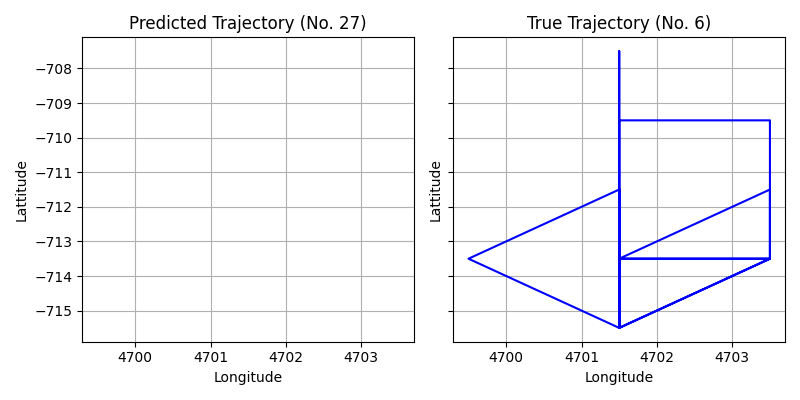 Predicted Trajectory (No. 27)
True Trajectory (No. 6)
Lattitude
−708
−709
−710
−711
−712
−713
−714
−715
4700 4701 4702 4703
Longitude
Lattitude
4700 4701 4702 4703
Longitude